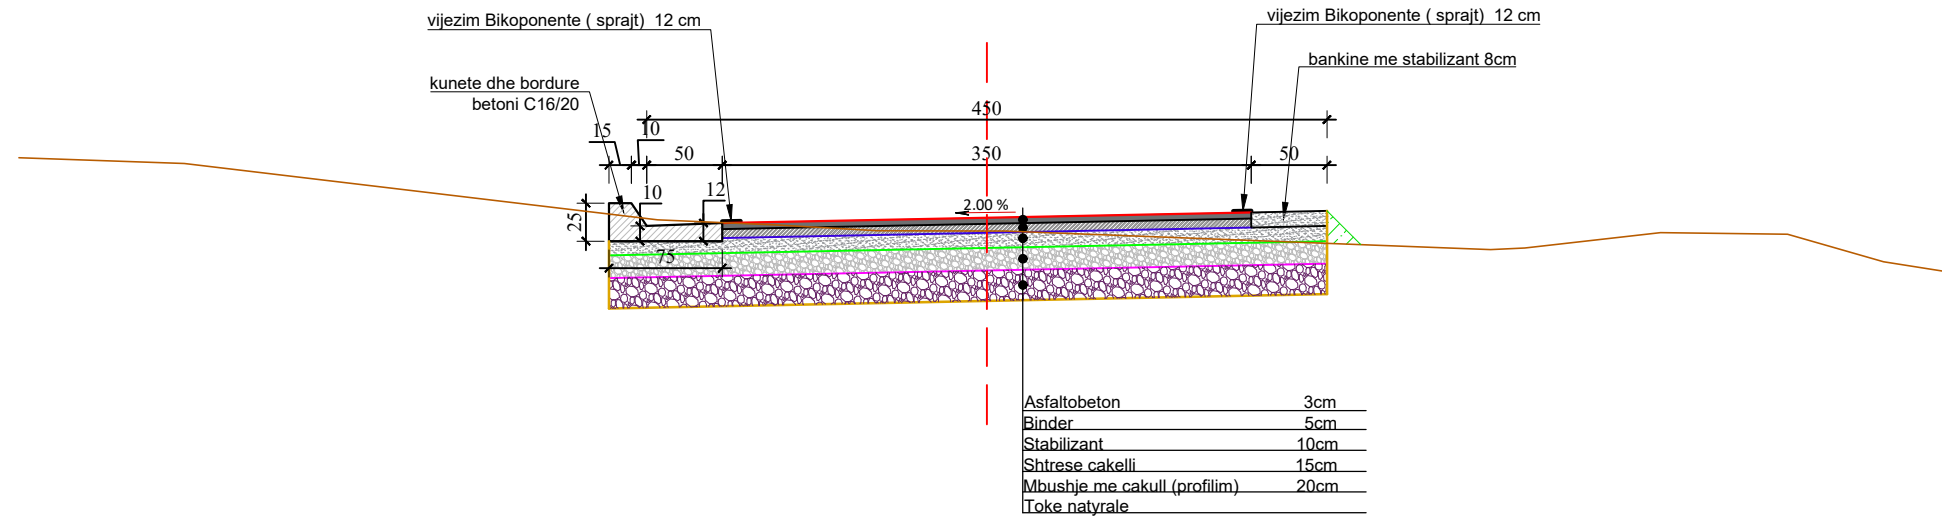 vijezim Bikoponente ( sprajt)  12 cm
vijezim Bikoponente ( sprajt)  12 cm
bankine me stabilizant 8cm
kunete dhe bordure
betoni C16/20
450
15
10
50
350
50
10
12
25
2.00 %
75
Asfaltobeton 3cm
Binder 5cm
Stabilizant 10cm
Shtrese cakelli 15cm
Mbushje me cakull (profilim) 20cm
Toke natyrale